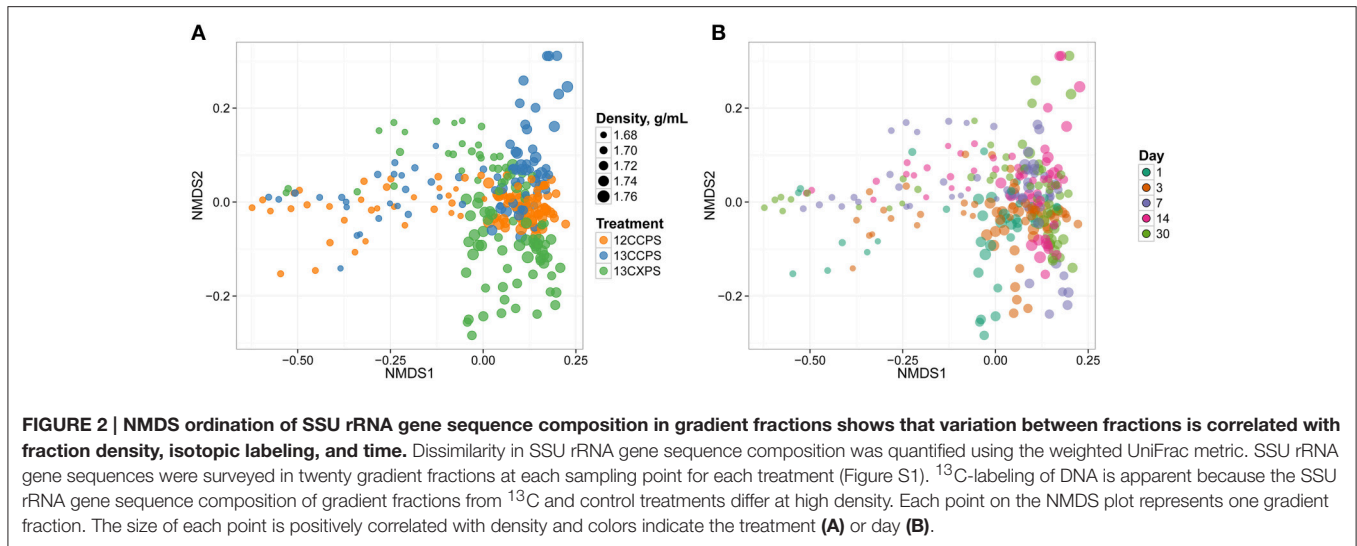 A
B
NMDS2
0.2
0.0
−0.2
−0.50
−0.25
0.00
0.25
NMDS1
Density, g/mL
1.68
1.70
1.72
1.74
1.76
Treatment
12CCPS
13CCPS
13CXPS
NMDS2
0.2
0.0
−0.2
−0.50
−0.25
0.00
0.25
NMDS1
Day
1
3
7
14
30
FIGURE 2 | NMDS ordination of SSU rRNA gene sequence composition in gradient fractions shows that variation between fractions is correlated with
fraction density, isotopic labeling, and time. Dissimilarity in SSU rRNA gene sequence composition was quantified using the weighted UniFrac metric. SSU rRNA
gene sequences were surveyed in twenty gradient fractions at each sampling point for each treatment (Figure S1). ¹³C-labeling of DNA is apparent because the SSU
rRNA gene sequence composition of gradient fractions from ¹³C and control treatments differ at high density. Each point on the NMDS plot represents one gradient
fraction. The size of each point is positively correlated with density and colors indicate the treatment (A) or day (B).